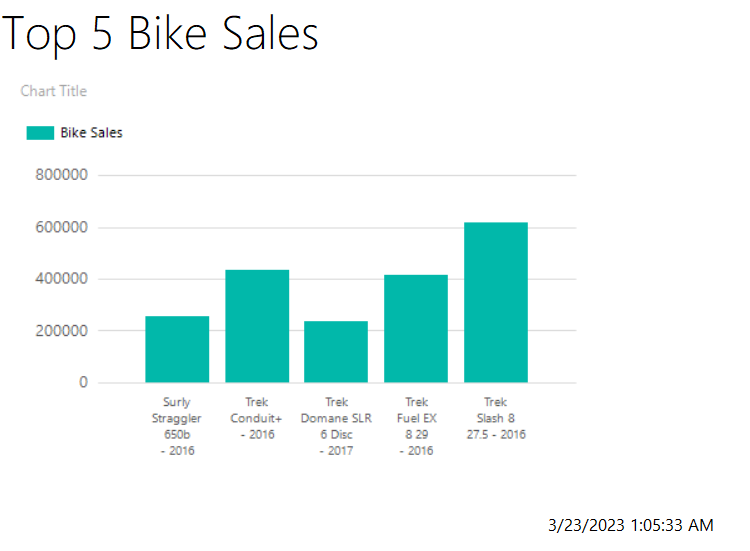 Top 5 Bike Sales
Chart Title
Bike Sales
800000
600000
400000
200000
0
Surly
Straggler
650b
- 2016
Trek
Conduit+
- 2016
Trek
Domane SLR
6 Disc
- 2017
Trek
Fuel EX
8 29
- 2016
Trek
Slash 8
27.5 - 2016
3/23/2023 1:05:33 AM